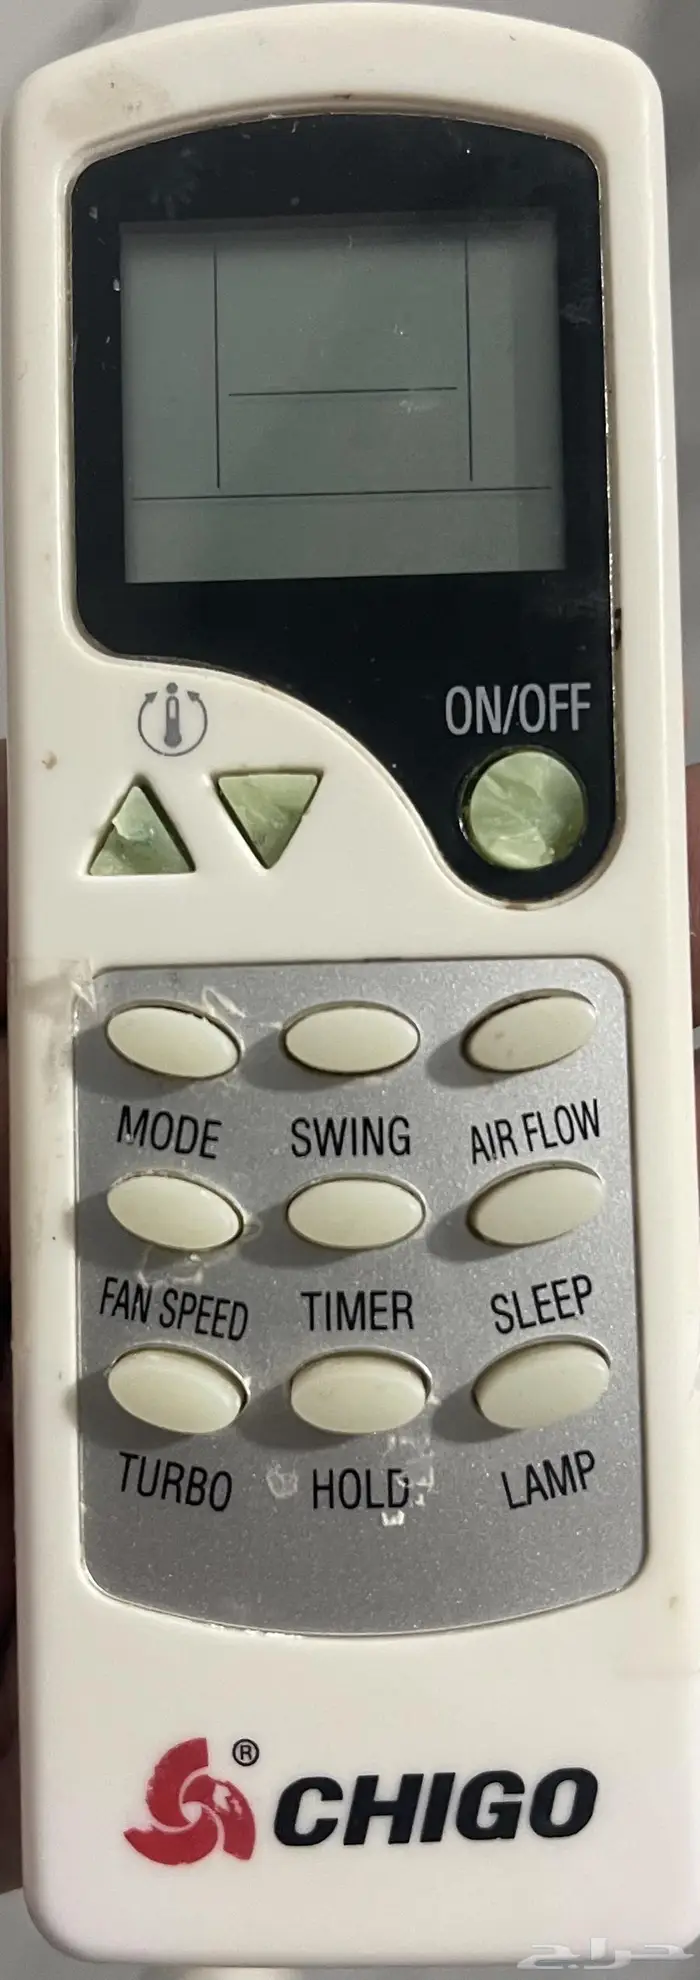 ON/OFF
MODE SWING AIR FLOW
FAN SPEED TIMER SLEEP
TURBO HOLD LAMP
® CHIGO
حراج